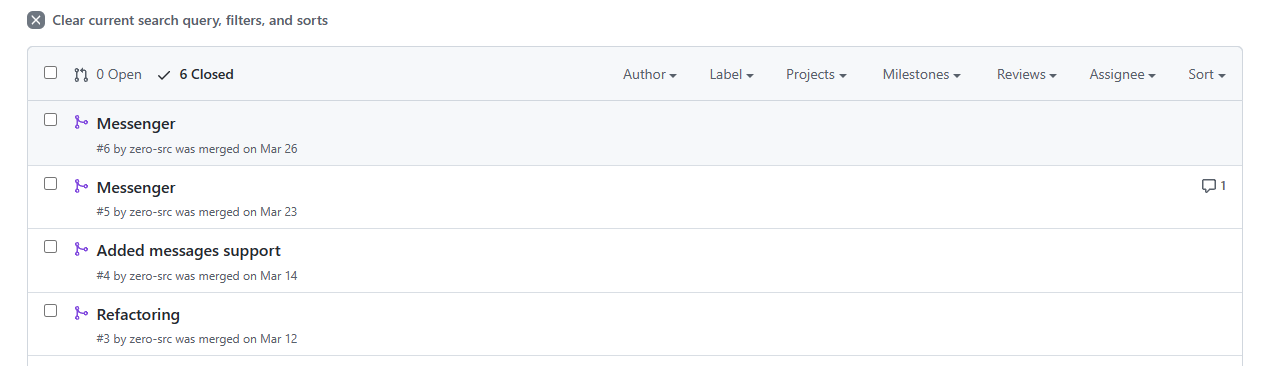 Clear current search query, filters, and sorts
0 Open 6 Closed Author Label Projects Milestones Reviews Assignee Sort
Messenger
#6 by zero-src was merged on Mar 26
Messenger 1
#5 by zero-src was merged on Mar 23
Added messages support
#4 by zero-src was merged on Mar 14
Refactoring
#3 by zero-src was merged on Mar 12